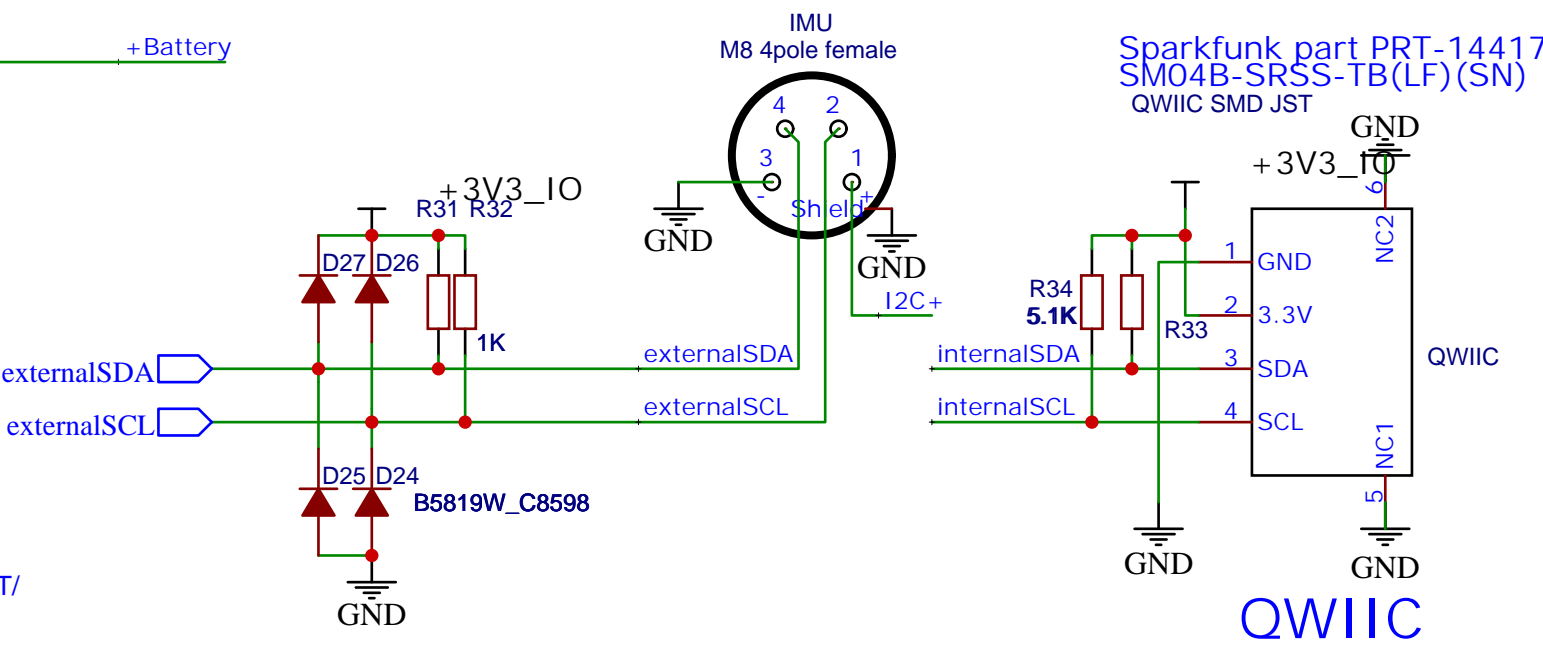 +Battery
IMU
M8 4pole female
Sparkfunk part PRT-14417
SM04B-SRSS-TB(LF)(SN)
QWIIC SMD JST
GND
+3V3_IO
6
NC2
4
2
3
1
-
+
Shield
GND
GND
I2C+
+3V3_IO
R31 R32
D27 D26
1K
externalSDA
externalSCL
externalSDA
externalSCL
D25 D24
B5819W_C8598
GND
T/
R34
5.1K
R33
internalSDA
internalSCL
1
GND
2
3.3V
3
SDA
4
SCL
QWIIC
NC1
5
GND
GND
QWIIC